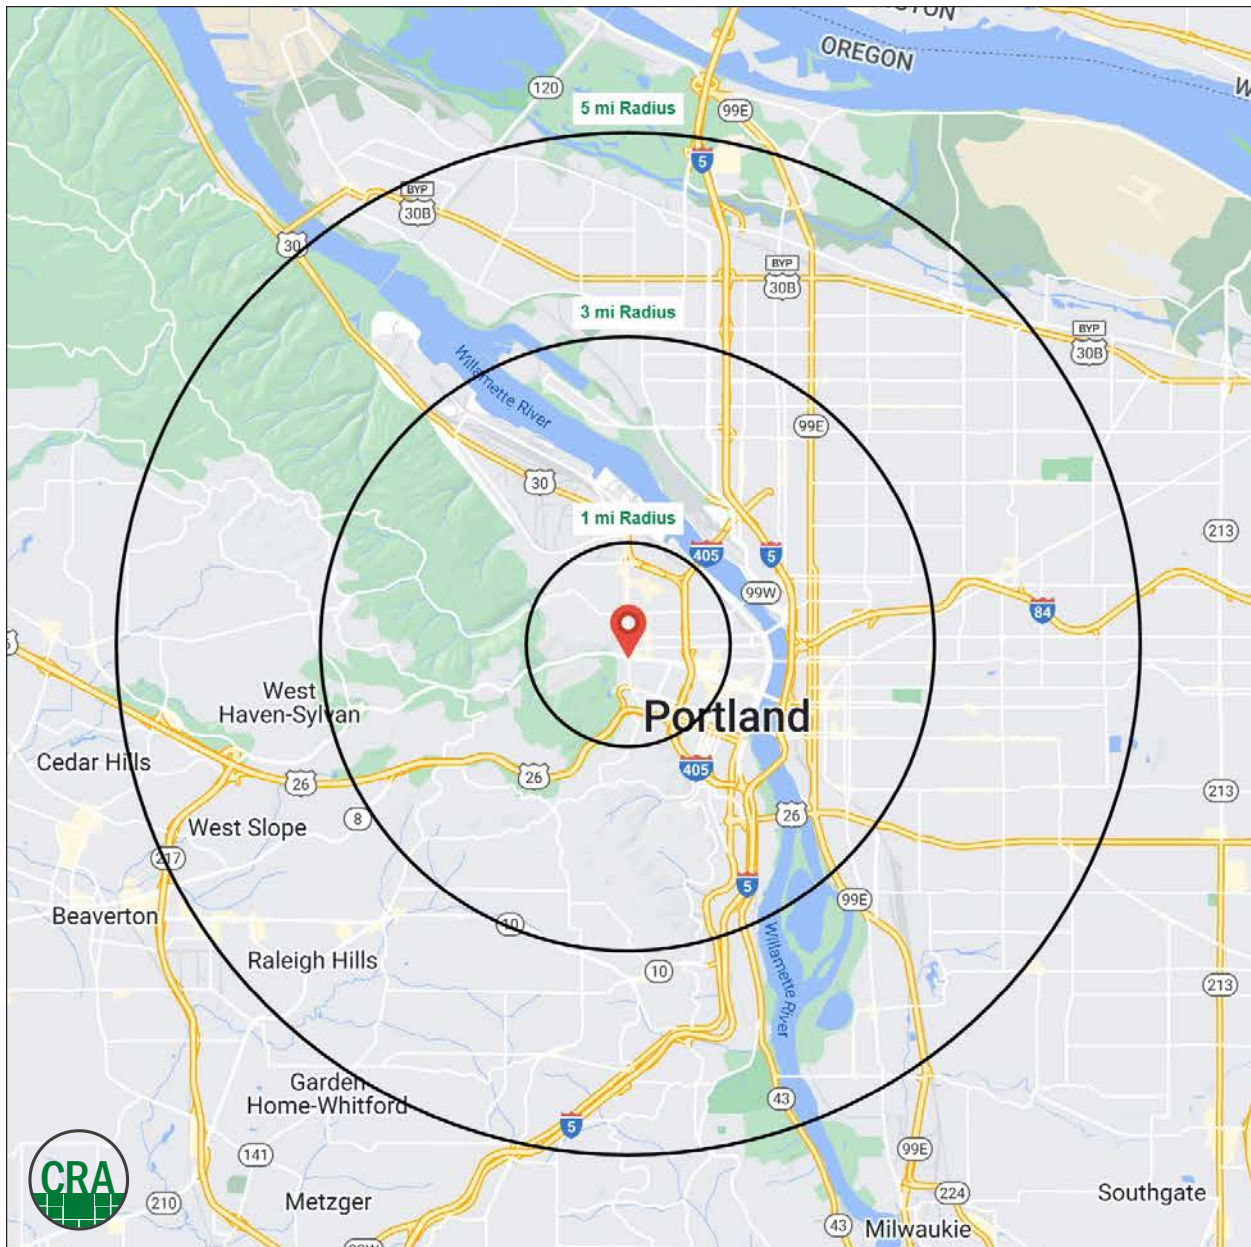 TON
OREGON
W
120
5 mi Radius
99E
5
BYP
30B
30
BYP
30B
3 mi Radius
BYP
30B
Willamette River
99E
30
1 mi Radius
213
405
5
99W
84
West
Haven-Sylvan
Portland
Cedar Hills
26
26
405
213
8
West Slope
26
217
5
99E
Beaverton
10
Raleigh Hills
10
Willamette River
213
Garden
Home-Whitford
43
5
99E
141
CRA
224
Southgate
210
Metzger
43
Milwaukie